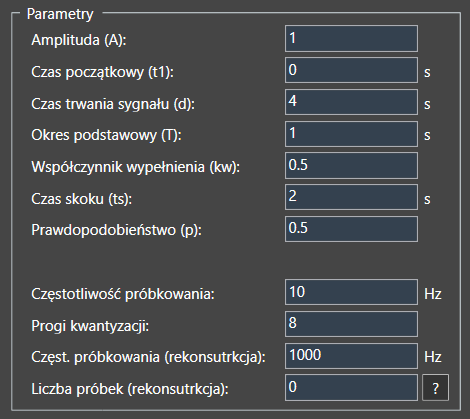 Parametry
Amplituda (A): 1
Czas początkowy (t1): 0 s
Czas trwania sygnału (d): 4 s
Okres podstawowy (T): 1 s
Współczynnik wypełnienia (kw): 0.5
Czas skoku (ts): 2 s
Prawdopodobieństwo (p): 0.5
Częstotliwość próbkowania: 10 Hz
Progi kwantyzacji: 8
Częst. próbkowania (rekonsutrkcja): 1000 Hz
Liczba próbek (rekonsutrkcja): 0 ?